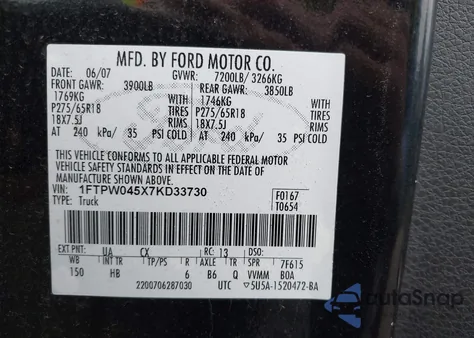 MFD. BY FORD MOTOR CO.
DATE: 06/07 GVWR: 7200LB/ 3266KG
FRONT GAWR: 3900LB REAR GAWR: 3850LB
1769KG WITH 1746KG WITH
P275/65R18 TIRES P275/65R18 TIRES
18X7.5J RIMS 18X7.5J RIMS
AT 240 kPa/ 35 PSI COLD AT 240 kPa/ 35 PSI COLD
THIS VEHICLE CONFORMS TO ALL APPLICABLE FEDERAL MOTOR
VEHICLE SAFETY STANDARDS IN EFFECT ON THE DATE OF
MANUFACTURE SHOWN ABOVE.
VIN: 1FTPW045X7KD33730 F0167
TYPE: Truck T0654
EXT PNT: UA CX RC: 13 DSO:
WB INT TR TP/PS R AXLE TR SPR 7F615
150 HB 6 B6 Q VVMM BOA
2200706287030 UTC ▽5U5A-1520472-BA
AutoSnap